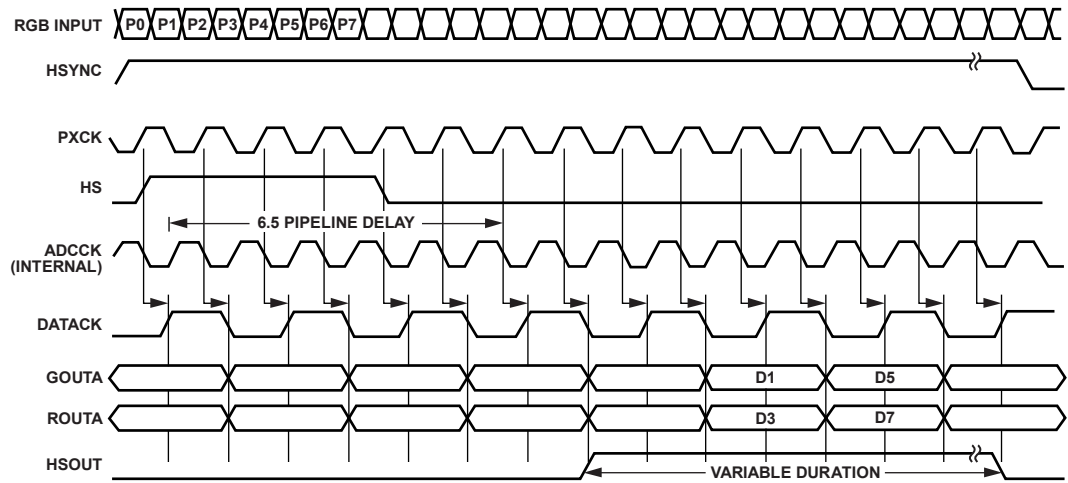 RGB INPUT P0 P1 P2 P3 P4 P5 P6 P7
HSYNC
PXCK
HS
6.5 PIPELINE DELAY
ADCCK
(INTERNAL)
DATACK
GOUTA D1 D5
ROUTA D3 D7
HSOUT
VARIABLE DURATION